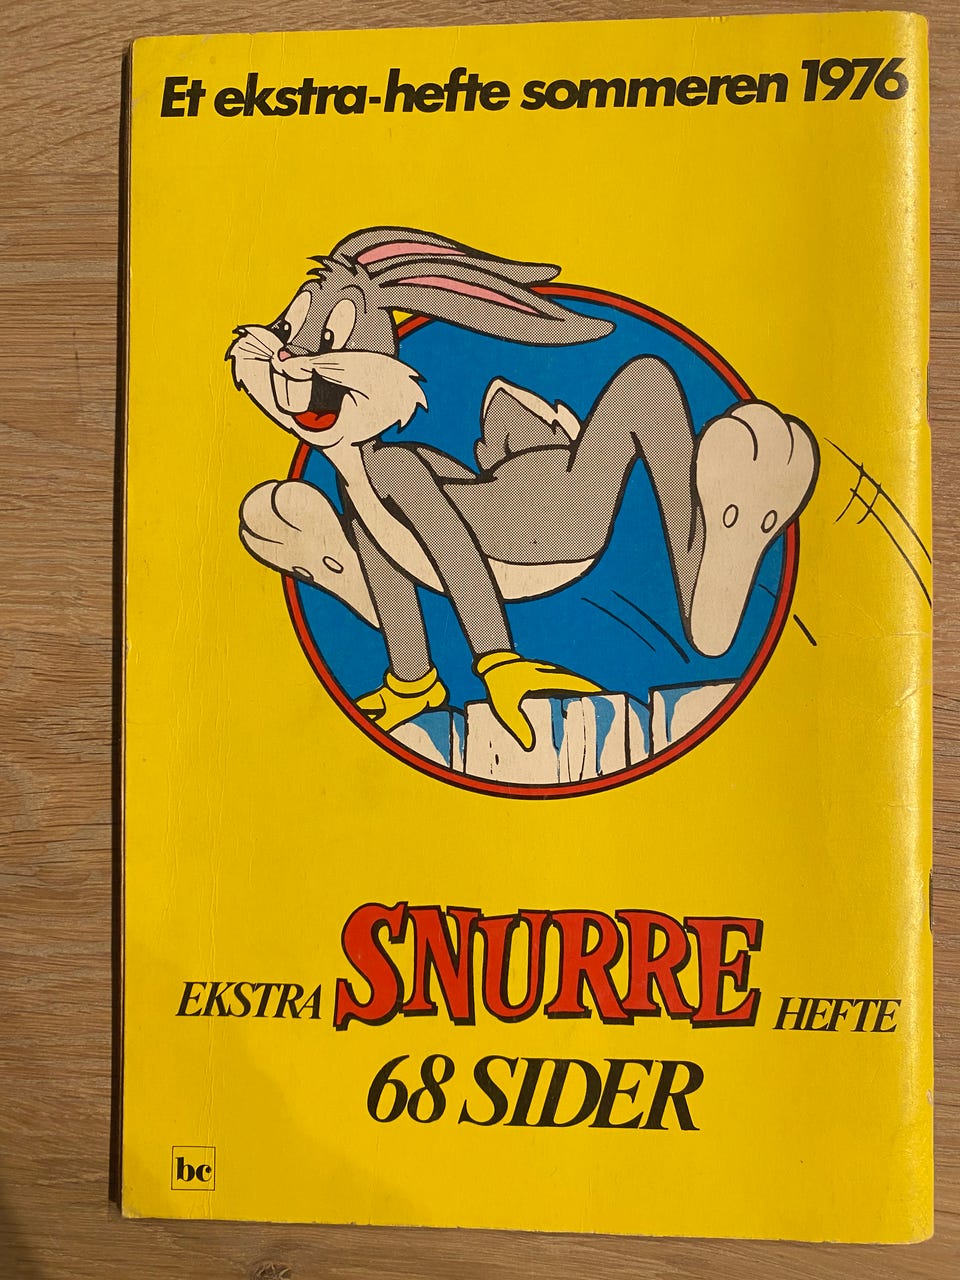 Et ekstra-hefte sommeren 1976
EKSTRA SNURRE HEFTE
68 SIDER
bc